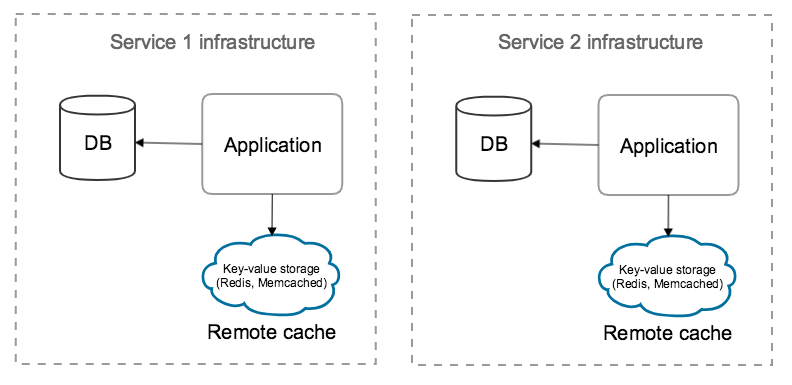 Service 1 infrastructure
DB
Application
Key-value storage
(Redis, Memcached)
Remote cache
Service 2 infrastructure
DB
Application
Key-value storage
(Redis, Memcached)
Remote cache